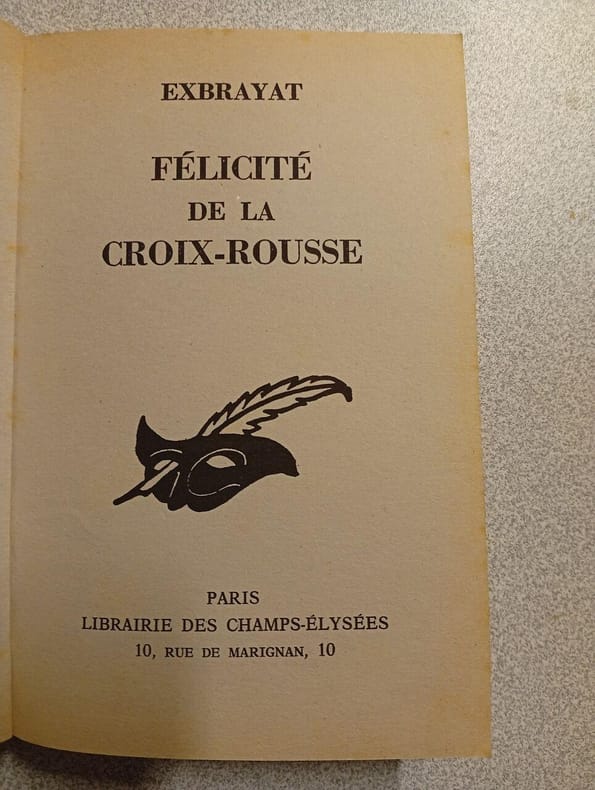 EXBRAYAT
FÉLICITÉ
DE LA
CROIX-ROUSSE
PARIS
LIBRAIRIE DES CHAMPS-ÉLYSÉES
10, RUE DE MARIGNAN, 10